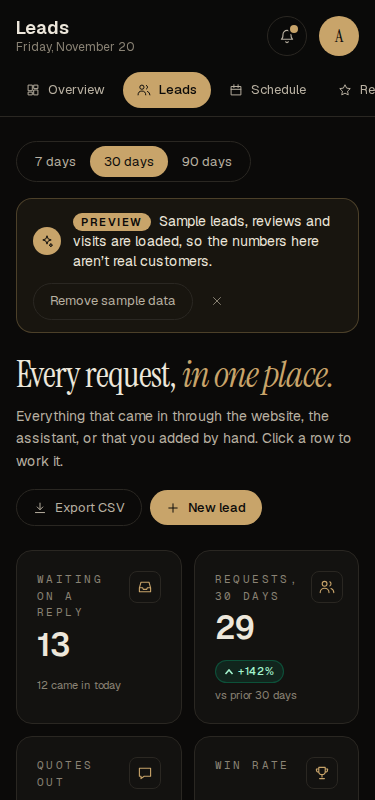 Leads
Friday, November 20
A
Overview
Leads
Schedule
Re
7 days
30 days
90 days
PREVIEW Sample leads, reviews and
visits are loaded, so the numbers here
aren't real customers.
Remove sample data
Every request, in one place.
Everything that came in through the website, the
assistant, or that you added by hand. Click a row to
work it.
Export CSV
New lead
WAITING
ON A
REPLY
13
12 came in today
REQUESTS,
30 DAYS
29
+142%
vs prior 30 days
QUOTES
OUT
WIN RATE